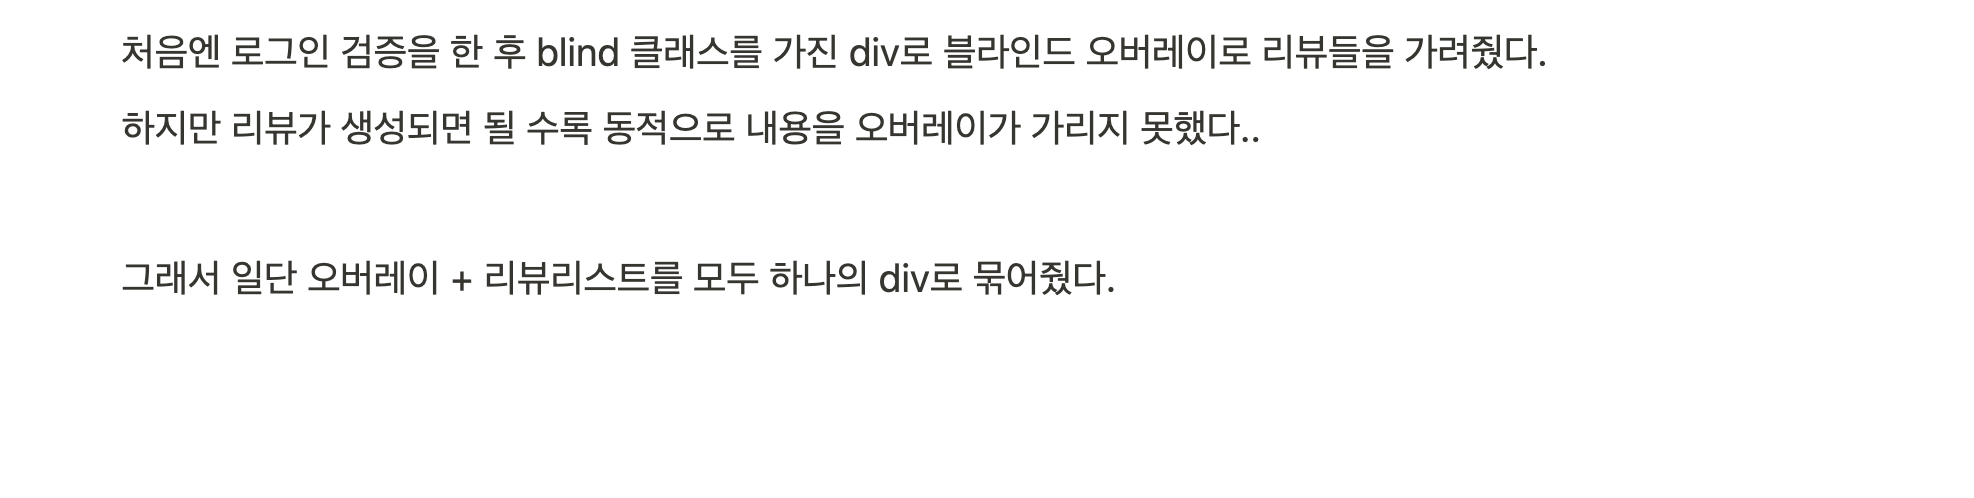 처음엔 로그인 검증을 한 후 blind 클래스를 가진 div로 블라인드 오버레이로 리뷰들을 가려줬다.
하지만 리뷰가 생성되면 될 수록 동적으로 내용을 오버레이가 가리지 못했다..
그래서 일단 오버레이 + 리뷰리스트를 모두 하나의 div로 묶어줬다.